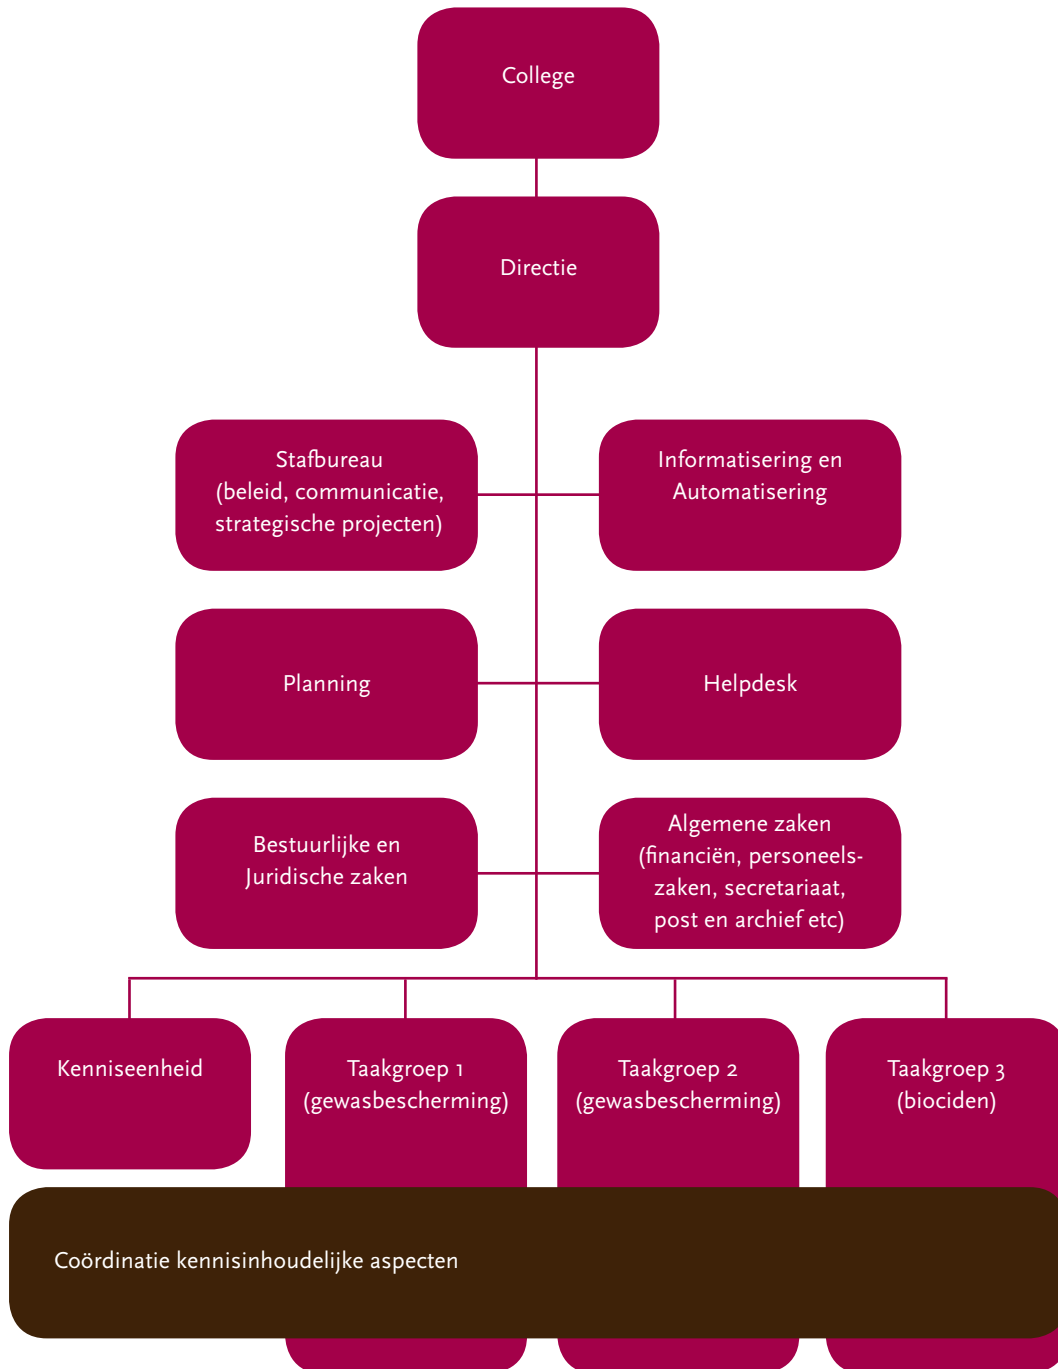 College
Directie
Stafbureau
(beleid, communicatie,
strategische projecten)
Informatisering en
Automatisering
Planning
Helpdesk
Bestuurlijke en
Juridische zaken
Algemene zaken
(financiën, personeels-
zaken, secretariaat,
post en archief etc)
Kenniseenheid
Taakgroep 1
(gewasbescherming)
Taakgroep 2
(gewasbescherming)
Taakgroep 3
(biociden)
Coördinatie kennisinhoudelijke aspecten